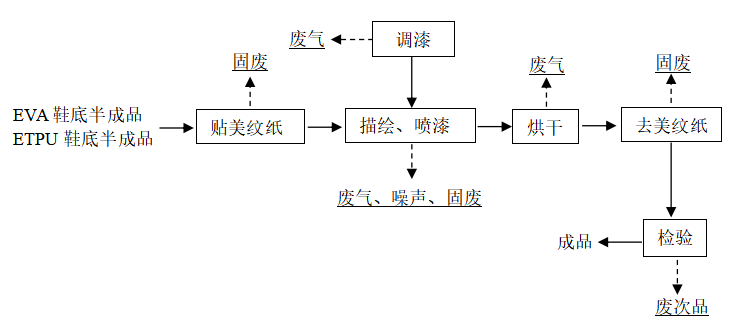 废气
调漆
固废
废气
固废
EVA 鞋底半成品
ETPU 鞋底半成品
贴美纹纸
描绘、喷漆
烘干
去美纹纸
废气、噪声、固废
成品
检验
废次品